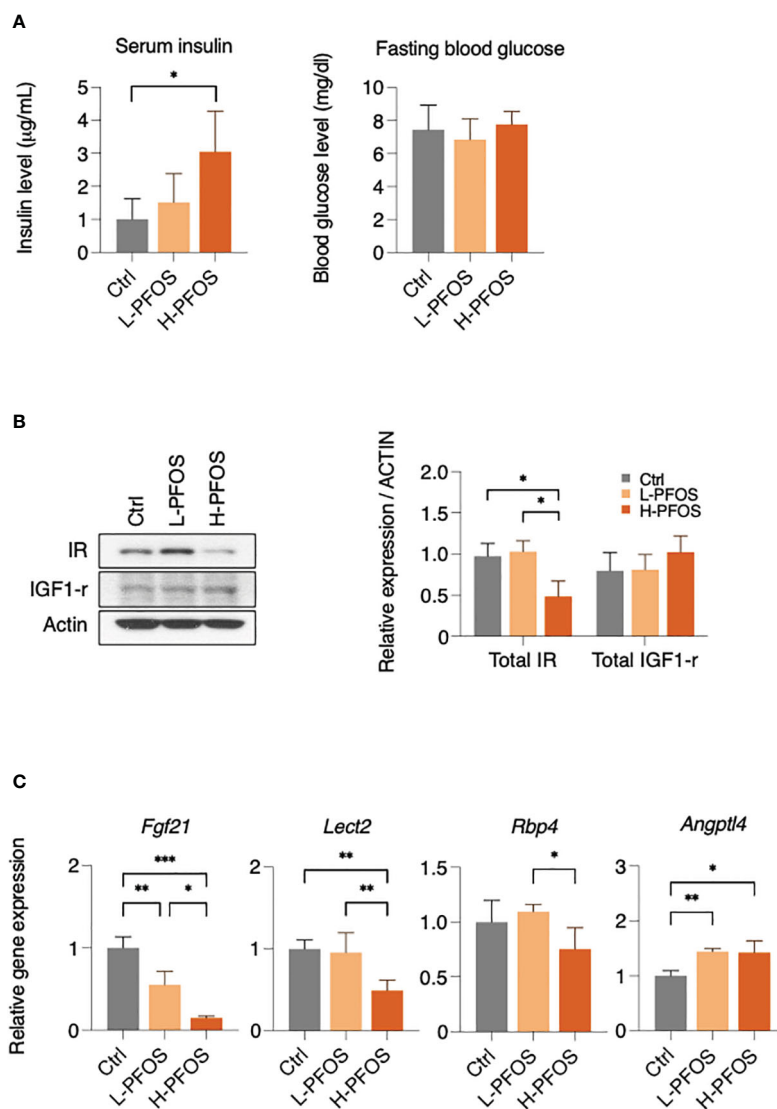 A
Serum insulin
Fasting blood glucose
Insulin level (µg/mL)
5
4
3
2
1
0
*
Ctrl
L-PFOS
H-PFOS
Blood glucose level (mg/dl)
10
8
6
4
2
0
Ctrl
L-PFOS
H-PFOS
B
Ctrl
L-PFOS
H-PFOS
IR
IGF1-r
Actin
Relative expression / ACTIN
2.0
1.5
1.0
0.5
0
*
*
Ctrl
L-PFOS
H-PFOS
Total IR
Total IGF1-r
C
Relative gene expression
Fgf21
2
1
0
***
**
*
Ctrl
L-PFOS
H-PFOS
Lect2
2
1
0
**
**
Ctrl
L-PFOS
H-PFOS
Rbp4
1.5
1.0
0.5
0
*
Ctrl
L-PFOS
H-PFOS
Angptl4
3
2
1
0
*
**
Ctrl
L-PFOS
H-PFOS